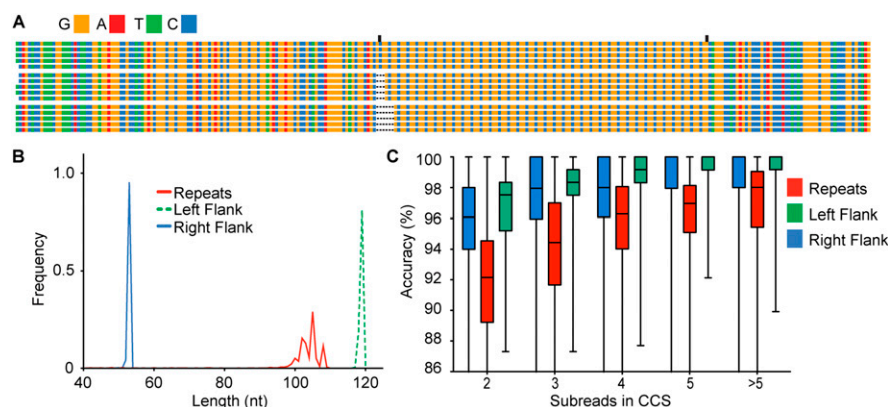 A
G A T C
B
1.0
0.5
0
Frequency
40 60 80 100 120
Length (nt)
Repeats
Left Flank
Right Flank
C
100
98
96
94
92
90
88
86
Accuracy (%)
2 3 4 5 >5
Subreads in CCS
Repeats
Left Flank
Right Flank